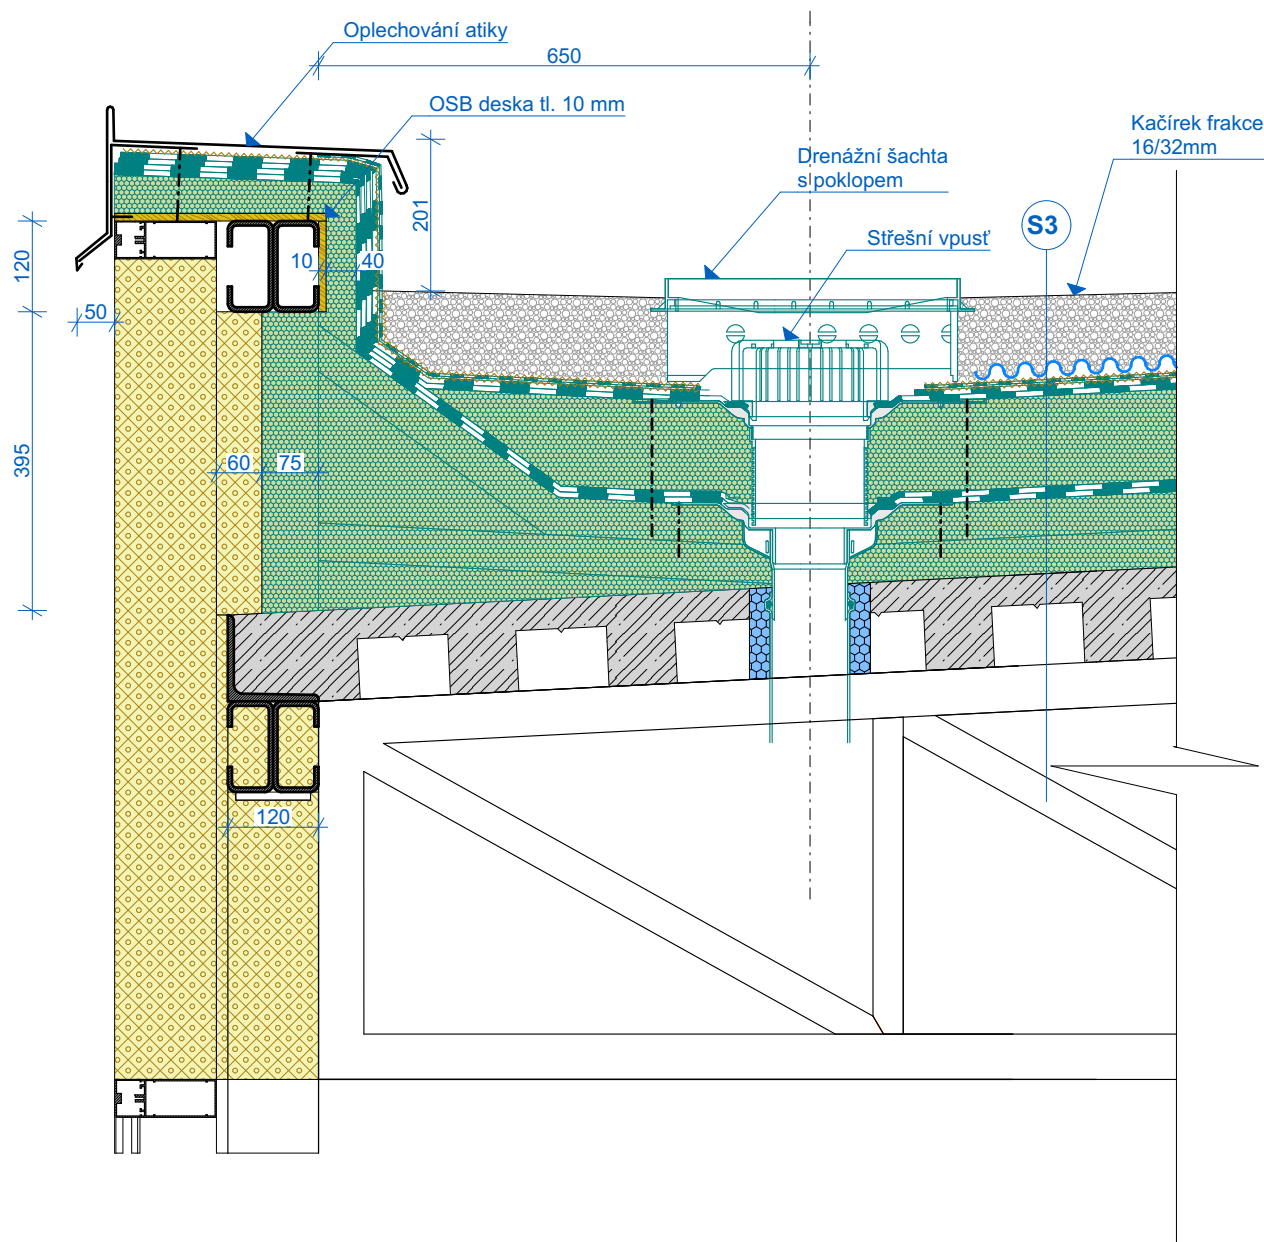 Oplechování atiky
650
OSB deska tl. 10 mm
Kačírek frakce
16/32mm
Drenážní šachta
s poklopem
201
S3
Střešní vpusť
120
10
40
50
395
60
75
120